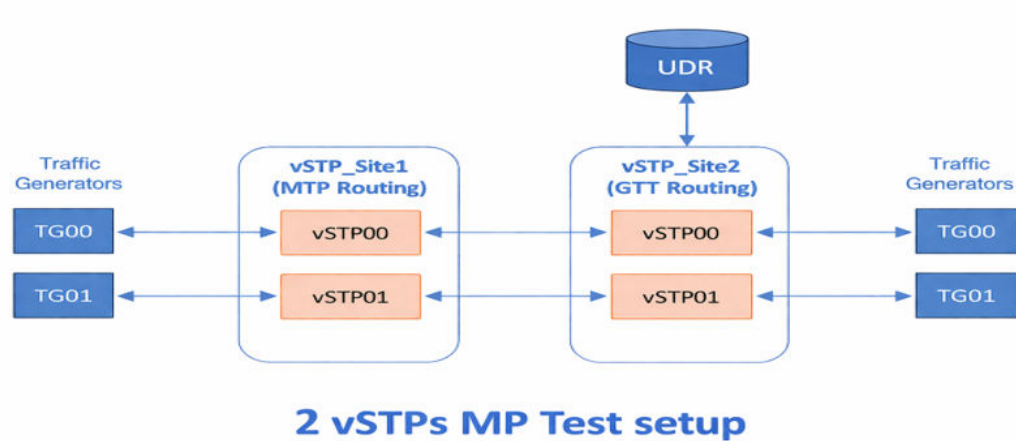 UDR
Traffic
Generators
vSTP_Site1
(MTP Routing)
vSTP_Site2
(GTT Routing)
Traffic
Generators
TG00
vSTP00
vSTP00
TG00
TG01
vSTP01
vSTP01
TG01
2 vSTPs MP Test setup